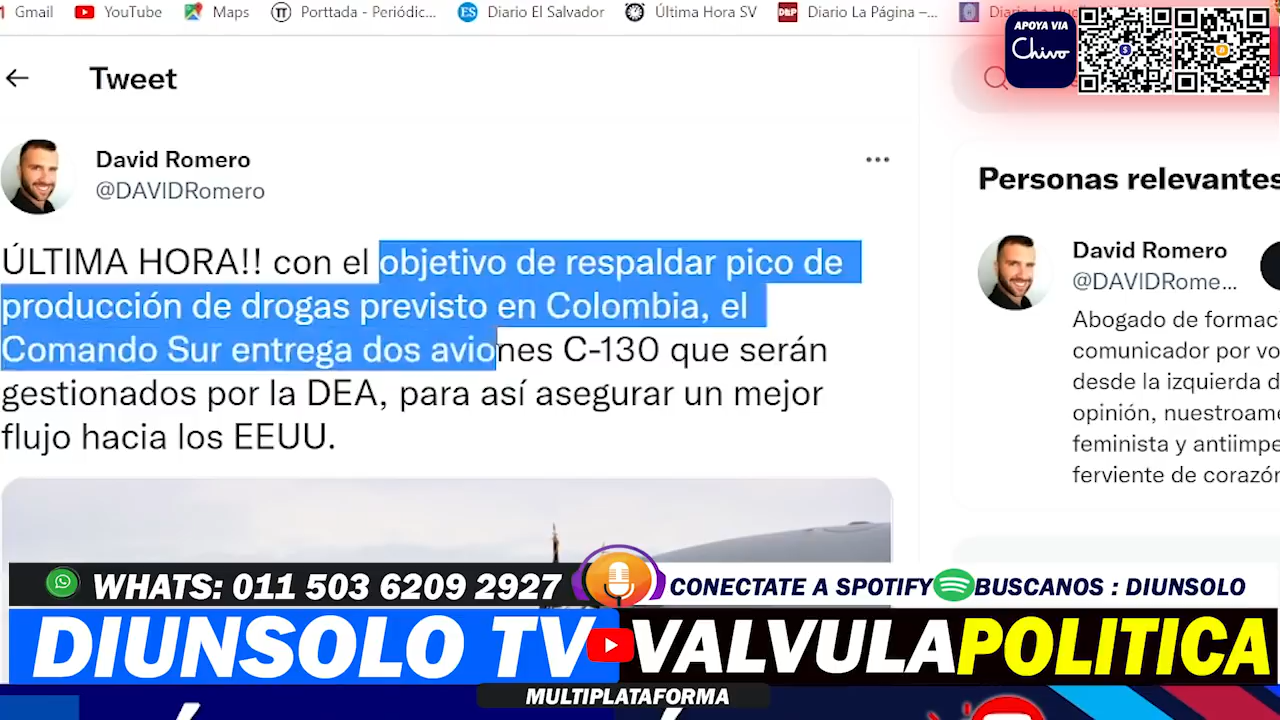 Gmail
YouTube
Maps
Porttada - Periódic...
Diario El Salvador
Última Hora SV
Diario La Página –...
APOYA VIA
Chivo
Tweet
David Romero
@DAVIDRomero
ÚLTIMA HORA!! con el objetivo de respaldar pico de
producción de drogas previsto en Colombia, el
Comando Sur entrega dos aviones C-130 que serán
gestionados por la DEA, para así asegurar un mejor
flujo hacia los EEUU.
Personas relevantes
David Romero
@DAVIDRome...
Abogado de formaci
comunicador por vo
desde la izquierda d
opinión, nuestroame
feminista y antiimpe
ferviente de corazón
WHATS: 011 503 6209 2927
CONECTATE A SPOTIFY
BUSCANOS : DIUNSOLO
DIUNSOLO TV
VALVULAPOLITICA
MULTIPLATAFORMA